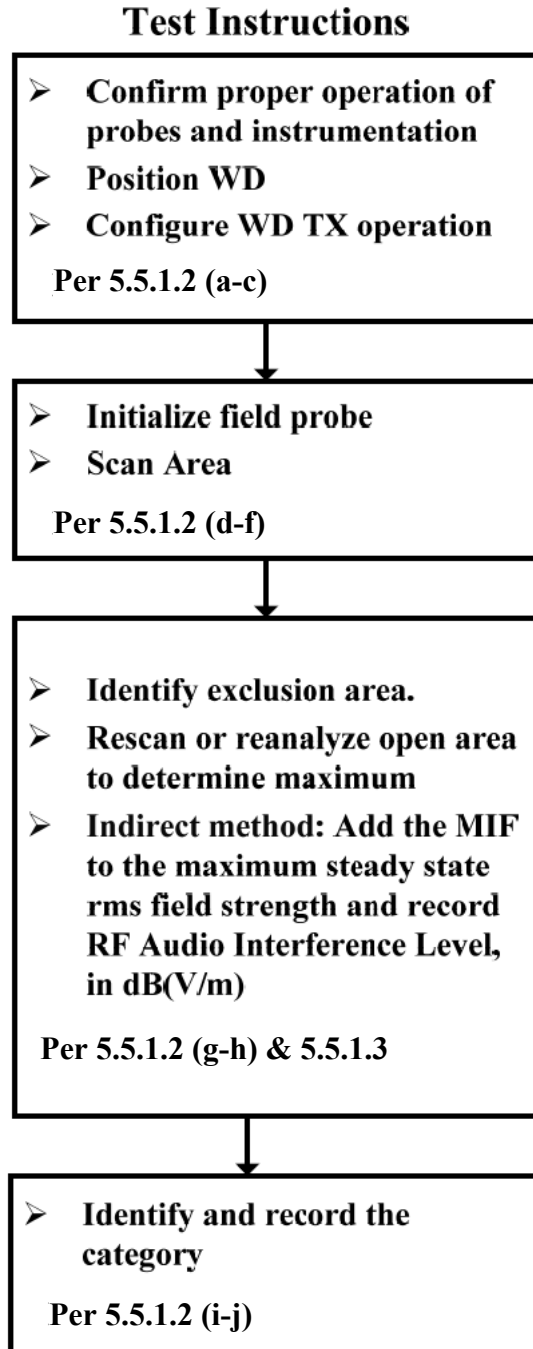 Test Instructions
➢ Confirm proper operation of
probes and instrumentation
➢ Position WD
➢ Configure WD TX operation
Per 5.5.1.2 (a-c)
➢ Initialize field probe
➢ Scan Area
Per 5.5.1.2 (d-f)
➢ Identify exclusion area.
➢ Rescan or reanalyze open area
to determine maximum
➢ Indirect method: Add the MIF
to the maximum steady state
rms field strength and record
RF Audio Interference Level,
in dB(V/m)
Per 5.5.1.2 (g-h) & 5.5.1.3
➢ Identify and record the
category
Per 5.5.1.2 (i-j)